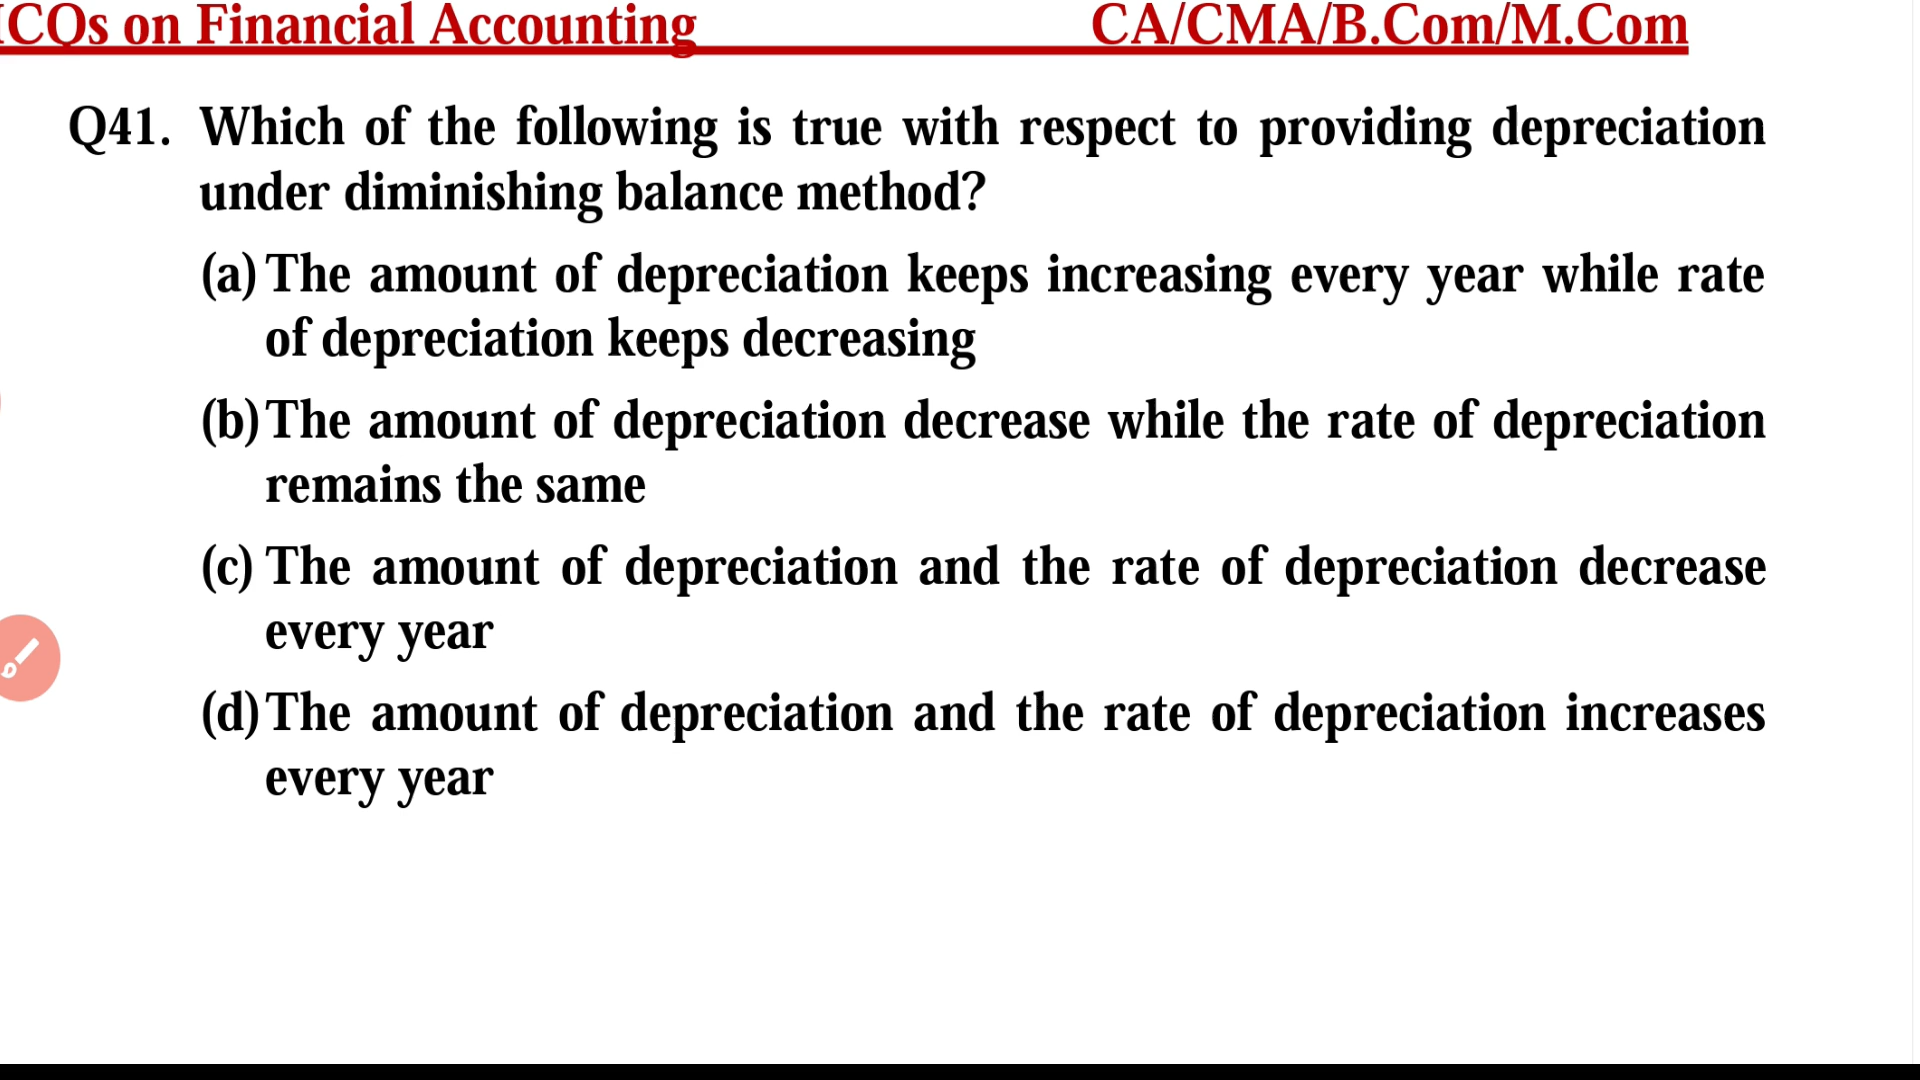 CQs on Financial Accounting CA/CMA/B.Com/M.Com
Q41. Which of the following is true with respect to providing depreciation
under diminishing balance method?
(a) The amount of depreciation keeps increasing every year while rate
of depreciation keeps decreasing
(b) The amount of depreciation decrease while the rate of depreciation
remains the same
(c) The amount of depreciation and the rate of depreciation decrease
every year
(d) The amount of depreciation and the rate of depreciation increases
every year